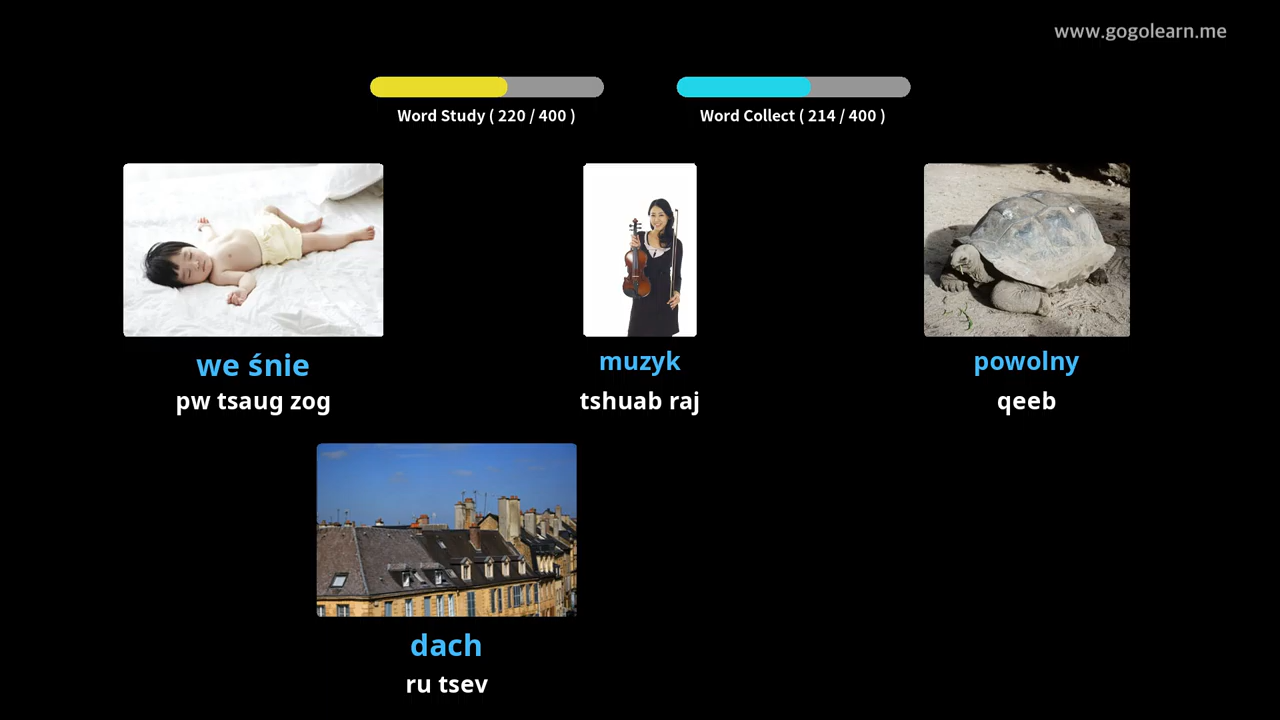 www.gogolearn.me
Word Study ( 220 / 400 )
Word Collect ( 214 / 400 )
we śnie
pw tsaug zog
muzyk
tshuab raj
powolny
qeeb
dach
ru tsev